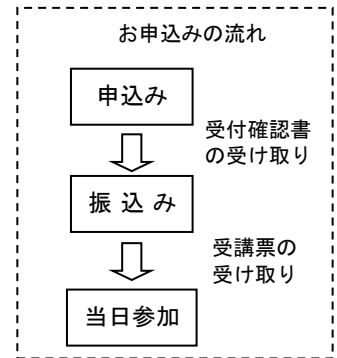 お申込みの流れ
申込み
受付確認書
の受け取り
振 込 み
受講票の
受け取り
当日参加